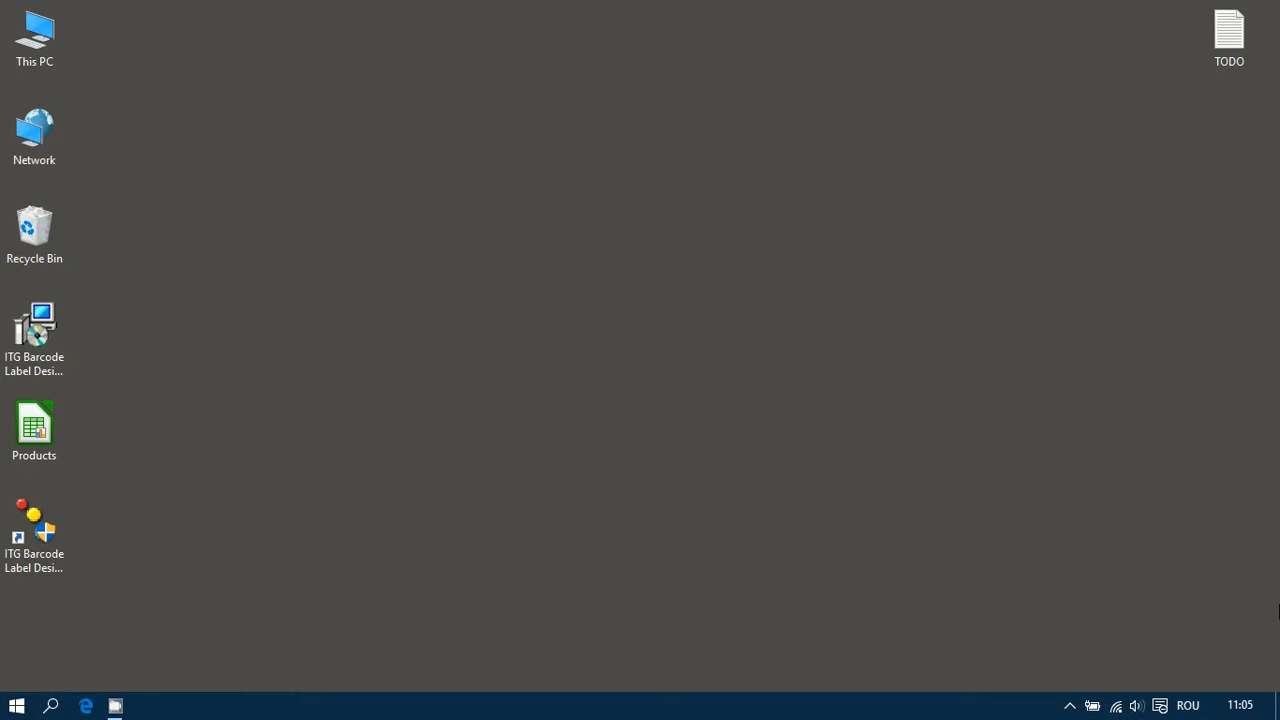 This PC
TODO
Network
Recycle Bin
ITG Barcode
Label Desi...
Products
ITG Barcode
Label Desi...
ROU
11:05